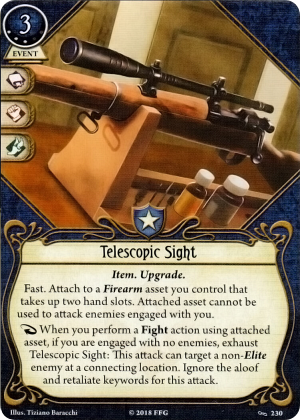 3
EVENT
Telescopic Sight
Item. Upgrade.
Fast. Attach to a Firearm asset you control that
takes up two hand slots. Attached asset cannot be
used to attack enemies engaged with you.
When you perform a Fight action using attached
asset, if you are engaged with no enemies, exhaust
Telescopic Sight: This attack can target a non-Elite
enemy at a connecting location. Ignore the aloof
and retaliate keywords for this attack.
Illus. Tiziano Baracchi
© 2018 FFG
230